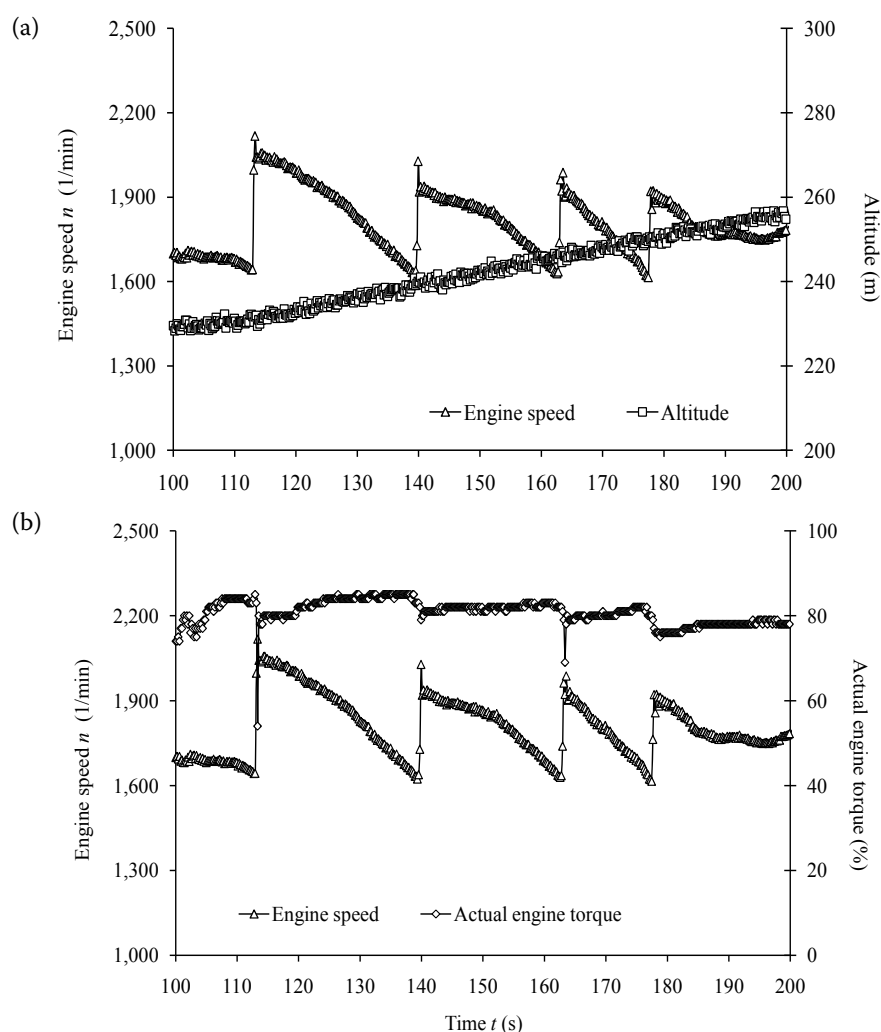 (a)
2,500
2,200
1,900
1,600
1,300
1,000
Engine speed n (1/min)
300
280
260
240
220
200
Altitude (m)
Engine speed
Altitude
100 110 120 130 140 150 160 170 180 190 200
(b)
2,500
2,200
1,900
1,600
1,300
1,000
Engine speed n (1/min)
100
80
60
40
20
0
Actual engine torque (%)
Engine speed
Actual engine torque
100 110 120 130 140 150 160 170 180 190 200
Time t (s)